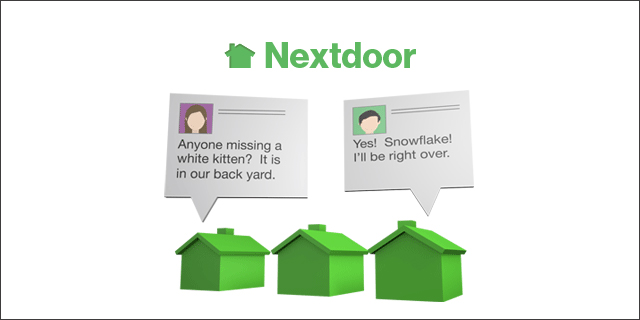 Nextdoor
Anyone missing a
white kitten?  It is
in our back yard.
Yes!  Snowflake!
I'll be right over.